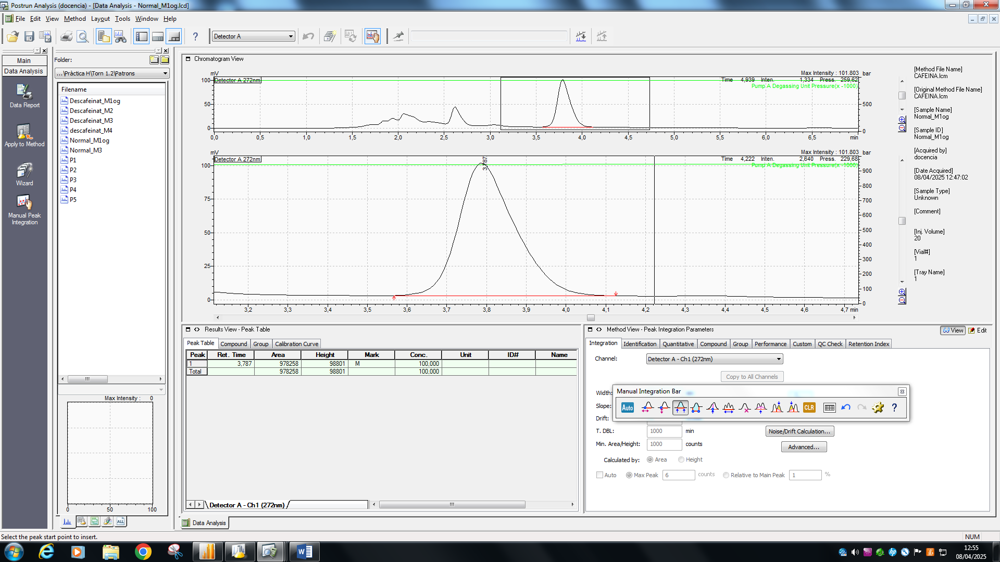 Postrun Analysis (docencia) - [Data Analysis - Normal_M1og.lcd]
File Edit View Method Layout Tools Window Help
Detector A
Main
Data Analysis
Data Report
Apply to Method
Wizard
Manual Peak
Integration
Folder:
...\Pràctica H\Torn 1.2\Patrons
Filename
Descafeinat_M1og
Descafeinat_M2
Descafeinat_M3
descafeinat_M4
Normal_M1og
Normal_M3
P1
P2
P3
P4
P5
Max Intensity : 0
0 50 100
0 50 100
ALL
Chromatogram View
mV
Max Intensity : 101.803 bar
Detector A 272nm
Time 4,939 Inten. 1,334 Press. 259,62
Pump A Degassing Unit Pressure(x -1000)
100
50
0
500
0
0,0 0,5 1,0 1,5 2,0 2,5 3,0 3,5 4,0 4,5 5,0 5,5 6,0 6,5 min
mV
Max Intensity : 101.803 bar
Detector A 272nm
3,787
Time 4,222 Inten. 2,640 Press. 229,68
Pump A Degassing Unit Pressure(x -1000)
100
75
50
25
0
900
800
700
600
500
400
300
200
100
0
3,2 3,3 3,4 3,5 3,6 3,7 3,8 3,9 4,0 4,1 4,2 4,3 4,4 4,5 4,6 4,7 min
[Method File Name]
CAFEINA.lcm
[Original Method File Name]
CAFEINA.lcm
[Sample Name]
Normal_M1og
[Sample ID]
Normal_M1og
[Acquired by]
docencia
[Date Acquired]
08/04/2025 12:47:02
[Sample Type]
Unknown
[Comment]
[Inj. Volume]
20
[Vial#]
1
[Tray Name]
1
Results View - Peak Table
Peak Table Compound Group Calibration Curve
Peak Ret. Time Area Height Mark Conc. Unit ID# Name
1 3,787 978258 98801 M 100,000
Total 978258 98801 100,000
Detector A - Ch1 (272nm)
Method View - Peak Integration Parameters
View Edit
Integration Identification Quantitative Compound Group Performance Custom QC Check Retention Index
Channel: Detector A - Ch1 (272nm)
Copy to All Channels
Width:
Manual Integration Bar
Auto CLR ?
Slope:
Drift:
T. DBL: 1000 min
Noise/Drift Calculation...
Min. Area/Height: 1000 counts
Advanced...
Calculated by: Area Height
Auto Max Peak 6 counts Relative to Main Peak 1 %
Data Analysis
Select the peak start point to insert.
NUM
12:55
08/04/2025